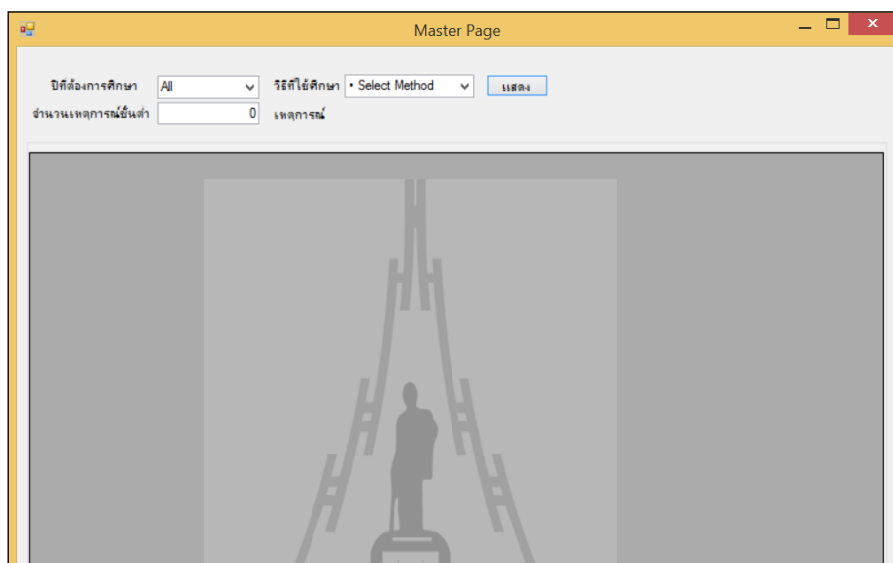 Master Page
ปีที่ต้องการศึกษา All วิธีที่ใช้ศึกษา • Select Method แสดง
จำนวนเหตุการณ์ขั้นต่ำ 0 เหตุการณ์